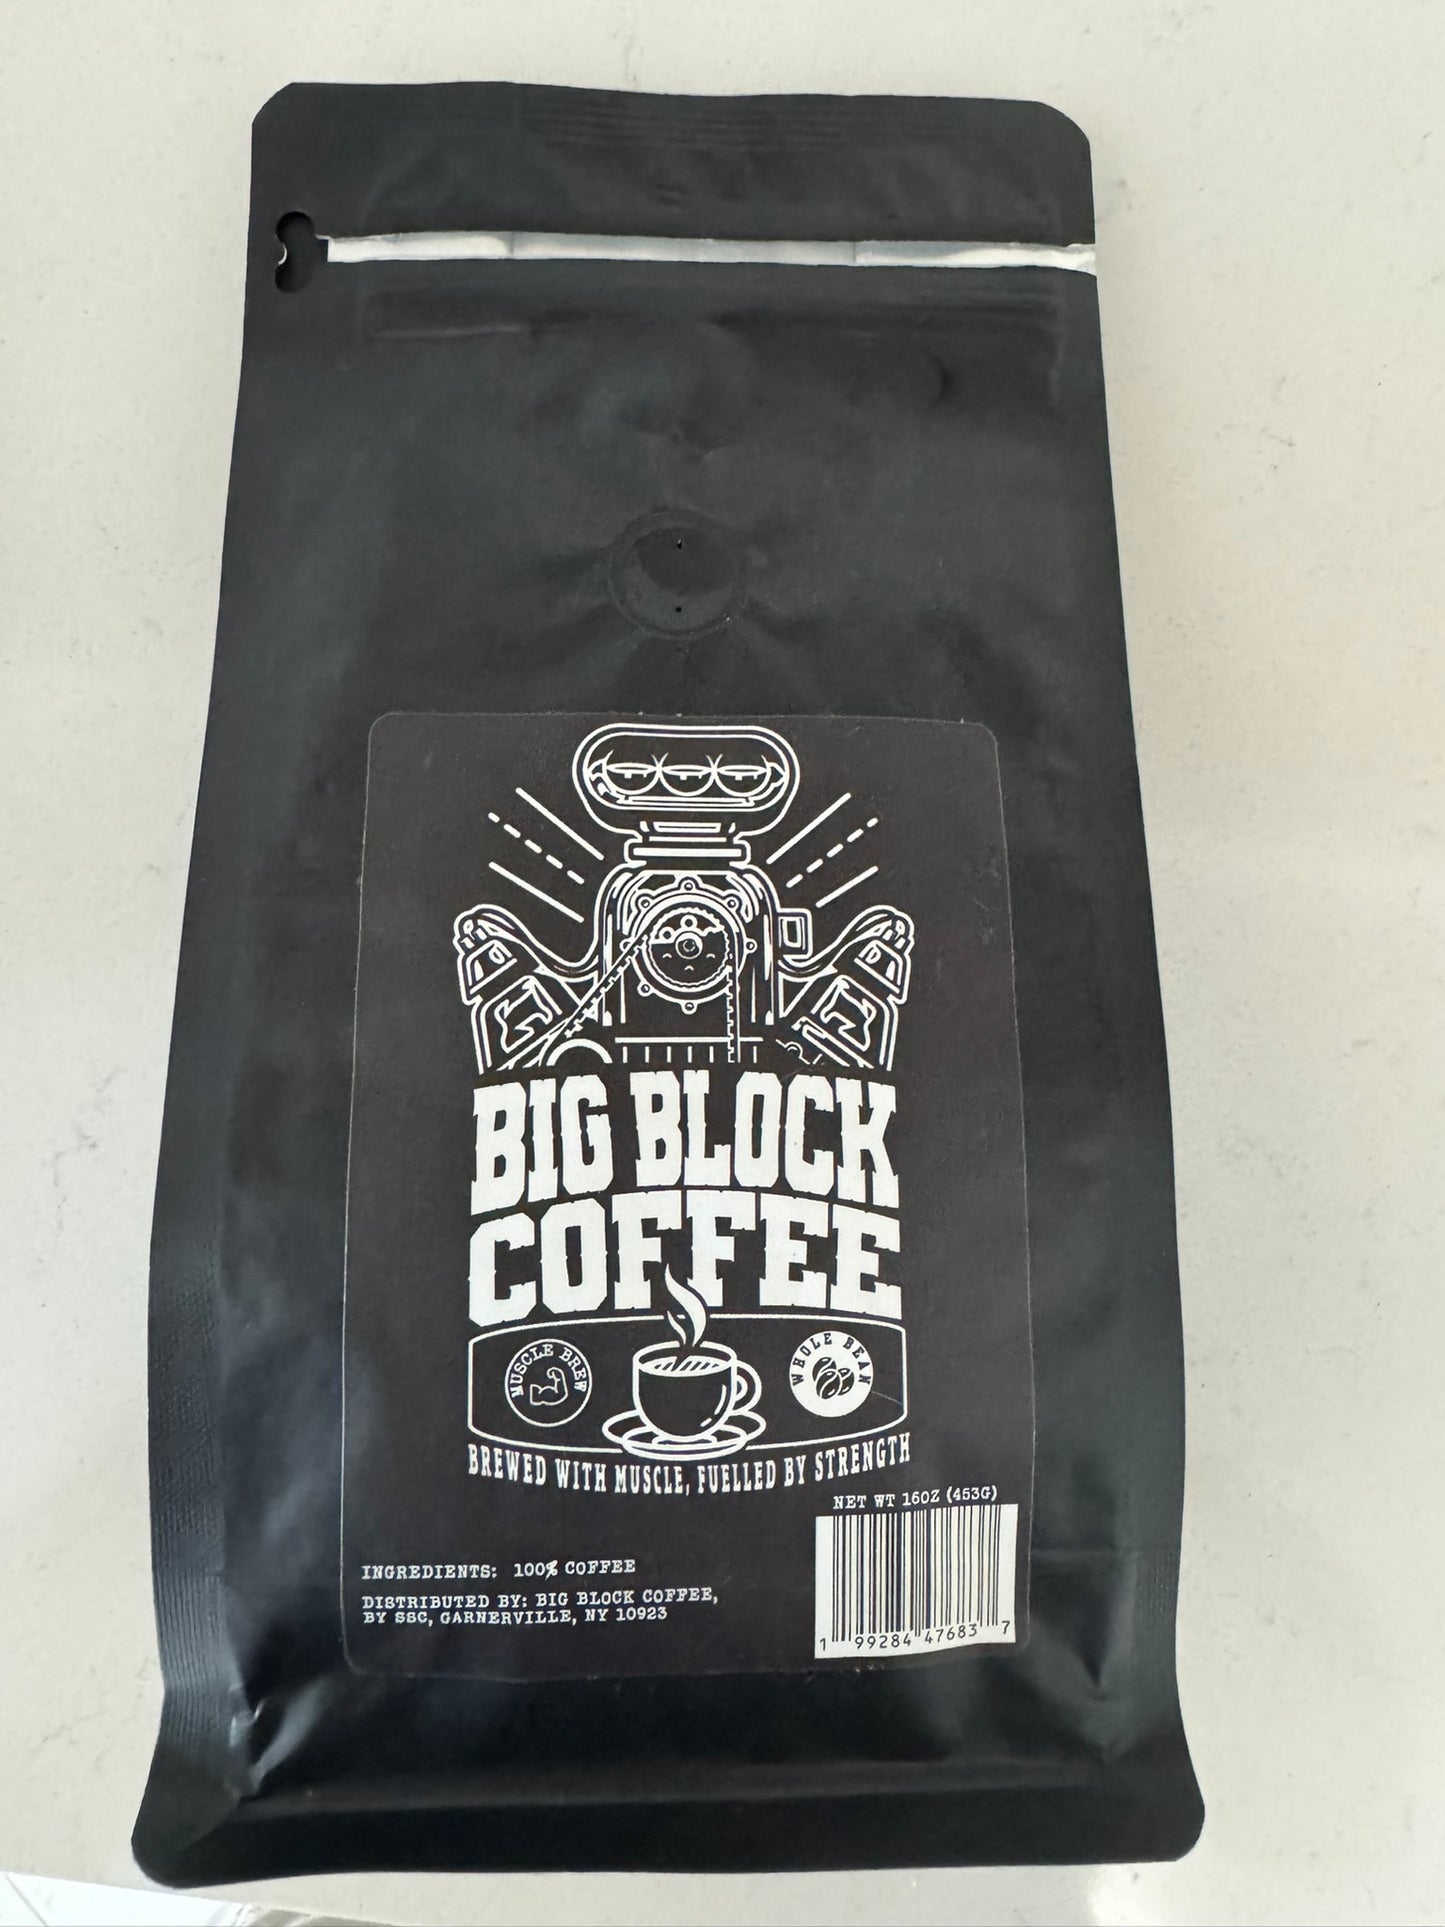 BIG BLOCK
COFFEE
MUSCLE BREW
WHOLE BEAN
BREWED WITH MUSCLE, FUELLED BY STRENGTH
NET WT 16OZ (453G)
INGREDIENTS: 100% COFFEE
DISTRIBUTED BY: BIG BLOCK COFFEE,
BY SSC, GARNERVILLE, NY 10923
1 99284 47683 7